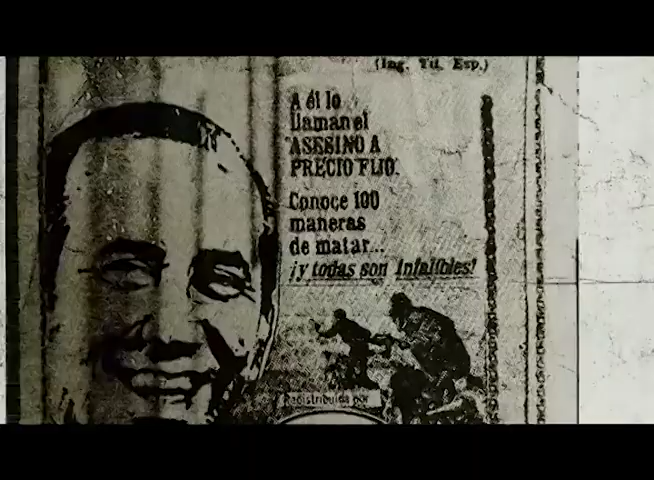 (Ing. Tit. Esp.)
A él lo
llaman el
"ASESINO A
PRECIO FIJO".
Conoce 100
maneras
de matar...
¡y todas son infalibles!
Redistribuida por